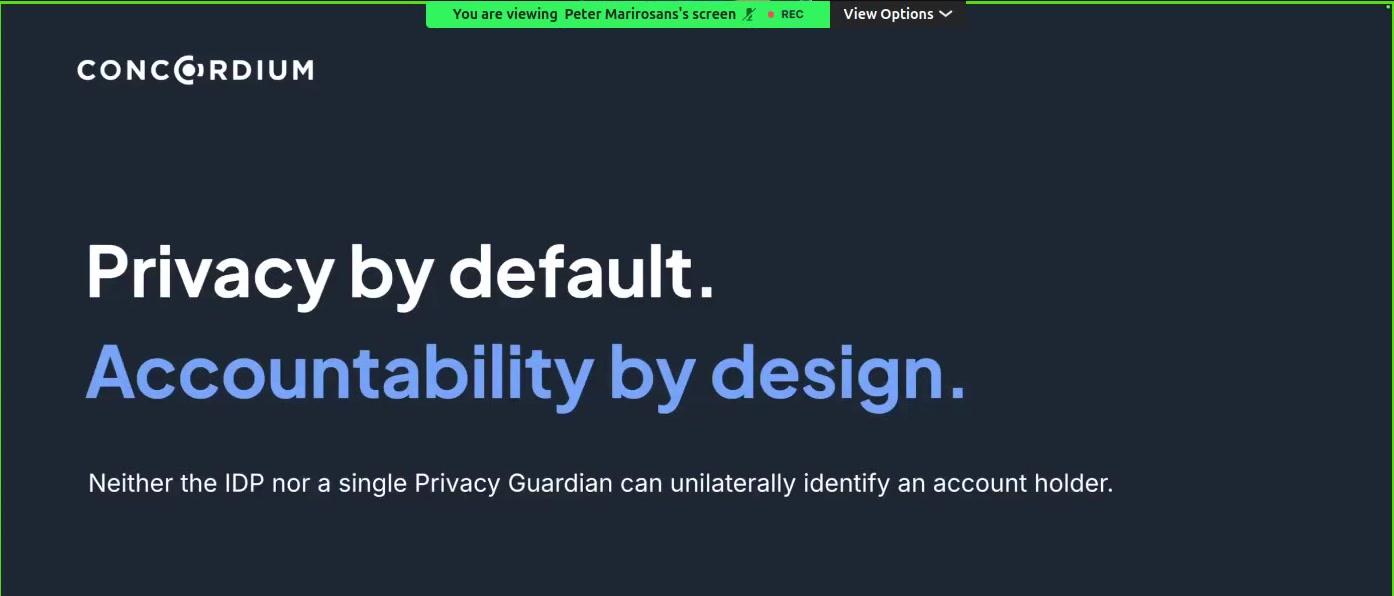 You are viewing Peter Marirosans's screen REC View Options
CONCORDIUM
Privacy by default.
Accountability by design.
Neither the IDP nor a single Privacy Guardian can unilaterally identify an account holder.